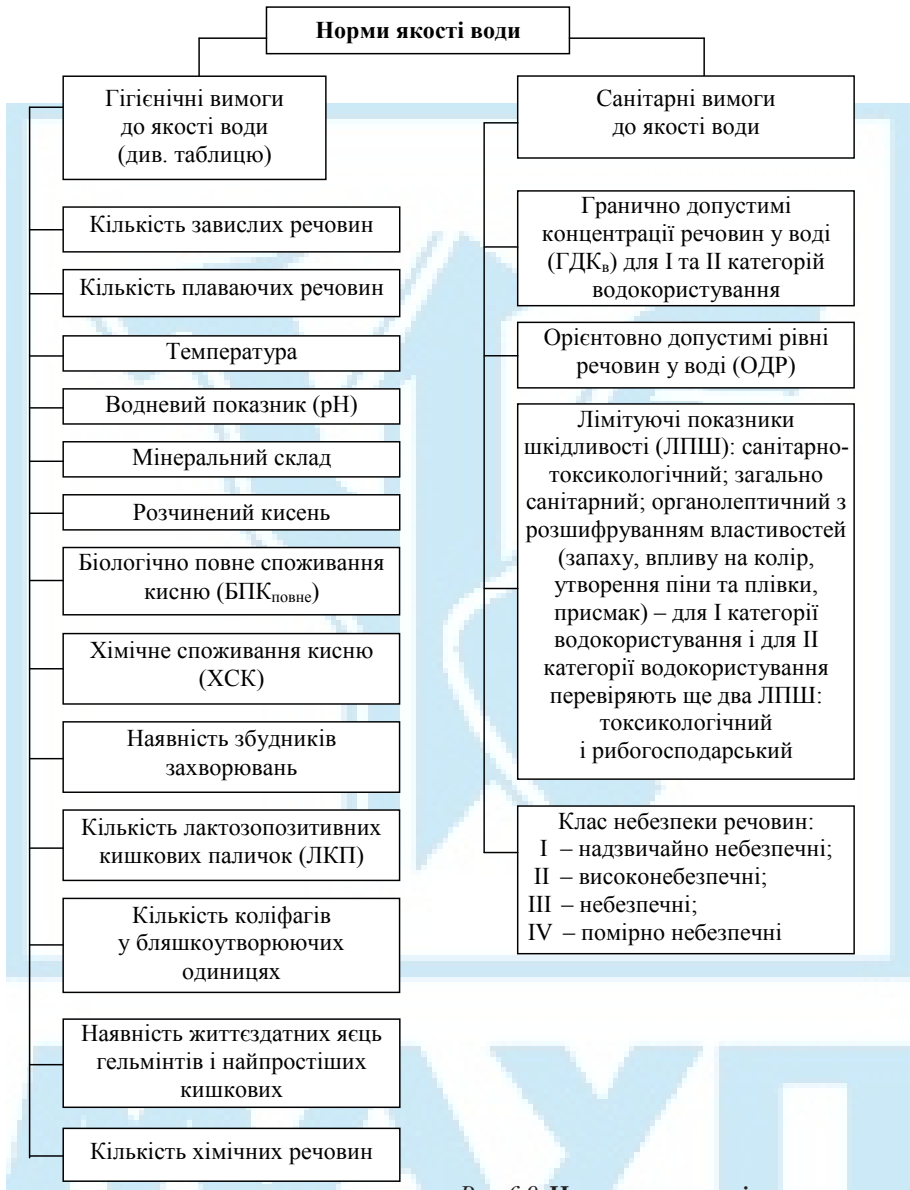 Норми якості води
Гігієнічні вимоги
до якості води
(див. таблицю)
Кількість завислих речовин
Кількість плаваючих речовин
Температура
Водневий показник (pH)
Мінеральний склад
Розчинений кисень
Біологічно повне споживання
кисню (БПКповне)
Хімічне споживання кисню
(ХСК)
Наявність збудників
захворювань
Кількість лактозопозитивних
кишкових паличок (ЛКП)
Кількість коліфагів
у бляшкоутворюючих
одиницях
Наявність життєздатних яєць
гельмінтів і найпростіших
кишкових
Кількість хімічних речовин
Санітарні вимоги
до якості води
Гранично допустимі
концентрації речовин у воді
(ГДКв) для І та ІІ категорій
водокористування
Орієнтовно допустимі рівні
речовин у воді (ОДР)
Лімітуючі показники
шкідливості (ЛПШ): санітарно-
токсикологічний; загально
санітарний; органолептичний з
розшифруванням властивостей
(запаху, впливу на колір,
утворення піни та плівки,
присмак) – для І категорії
водокористування і для ІІ
категорії водокористування
перевіряють ще два ЛПШ:
токсикологічний
і рибогосподарський
Клас небезпеки речовин:
І – надзвичайно небезпечні;
ІІ – високонебезпечні;
ІІІ – небезпечні;
IV – помірно небезпечні